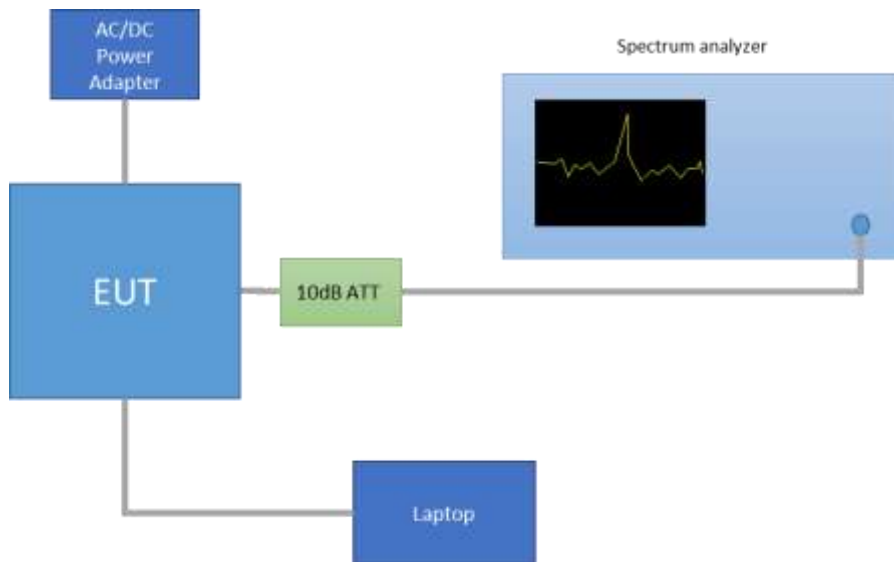 AC/DC
Power
Adapter
Spectrum analyzer
EUT
10dB ATT
Laptop